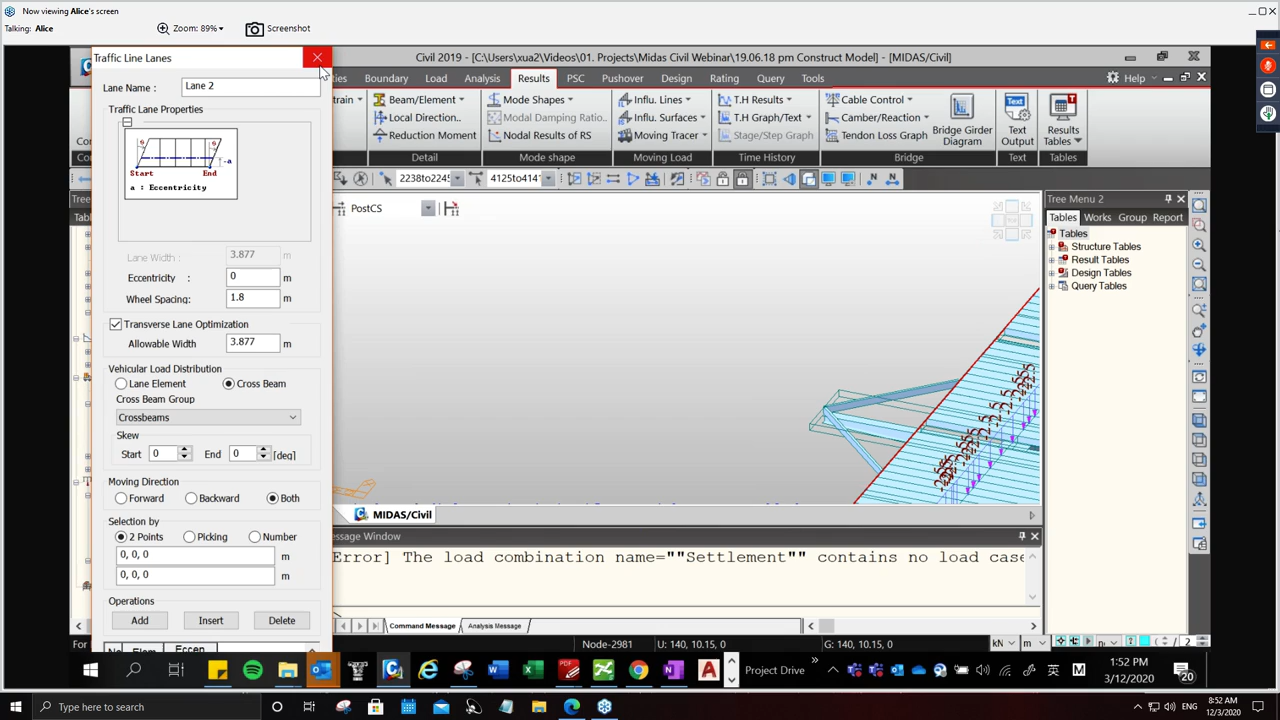 Now viewing Alice's screen
Talking: Alice
Zoom: 89%
Screenshot
Traffic Line Lanes
Civil 2019 - [C:\Users\xua2\Videos\01. Projects\Midas Civil Webinar\19.06.18 pm Construct Model] - [MIDAS/Civil]
Boundary
Load
Analysis
Results
PSC
Pushover
Design
Rating
Query
Tools
Help
Lane Name :
Lane 2
Traffic Lane Properties
Start
End
a : Eccentricity
Lane Width :
3.877
m
Eccentricity :
0
m
Wheel Spacing:
1.8
m
Transverse Lane Optimization
Allowable Width
3.877
m
Vehicular Load Distribution
Lane Element
Cross Beam
Cross Beam Group
Crossbeams
Skew
Start
0
End
0
[deg]
Moving Direction
Forward
Backward
Both
Selection by
2 Points
Picking
Number
0, 0, 0
m
0, 0, 0
Operations
Add
Insert
Delete
Beam/Element
Local Direction..
Reduction Moment
Detail
Mode Shapes
Modal Damping Ratio..
Nodal Results of RS
Mode shape
Influ. Lines
Influ. Surfaces
Moving Tracer
Moving Load
T.H Results
T.H Graph/Text
Stage/Step Graph
Time History
Cable Control
Camber/Reaction
Tendon Loss Graph
Bridge Girder
Diagram
Bridge
Text
Output
Text
Results
Tables
Tables
2238to2245
4125to414
PostCS
Tree Menu 2
Tables
Works
Group
Report
Tables
Structure Tables
Result Tables
Design Tables
Query Tables
MIDAS/Civil
essage Window
Error] The load combination name=""Settlement"" contains no load case
Command Message
Analysis Message
For
Node-2981
U: 140, 10.15, 0
G: 140, 10.15, 0
kN
m
2
Project Drive
1:52 PM
3/12/2020
20
Type here to search
ENG
8:52 AM
12/3/2020